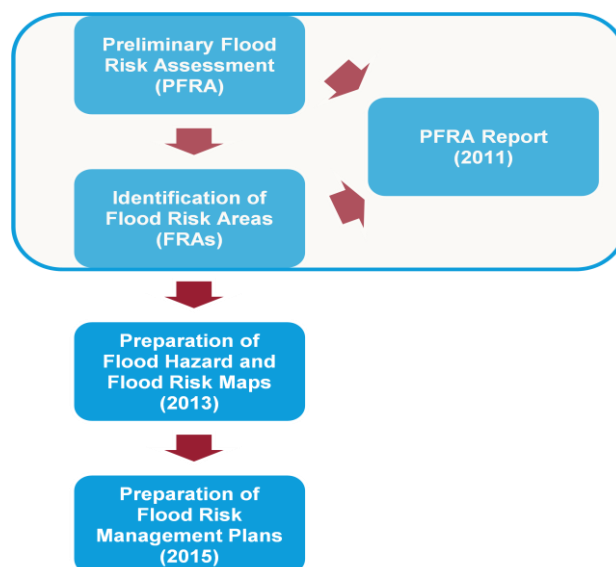 Preliminary Flood
Risk Assessment
(PFRA)
PFRA Report
(2011)
Identification of
Flood Risk Areas
(FRAs)
Preparation of
Flood Hazard and
Flood Risk Maps
(2013)
Preparation of
Flood Risk
Management Plans
(2015)